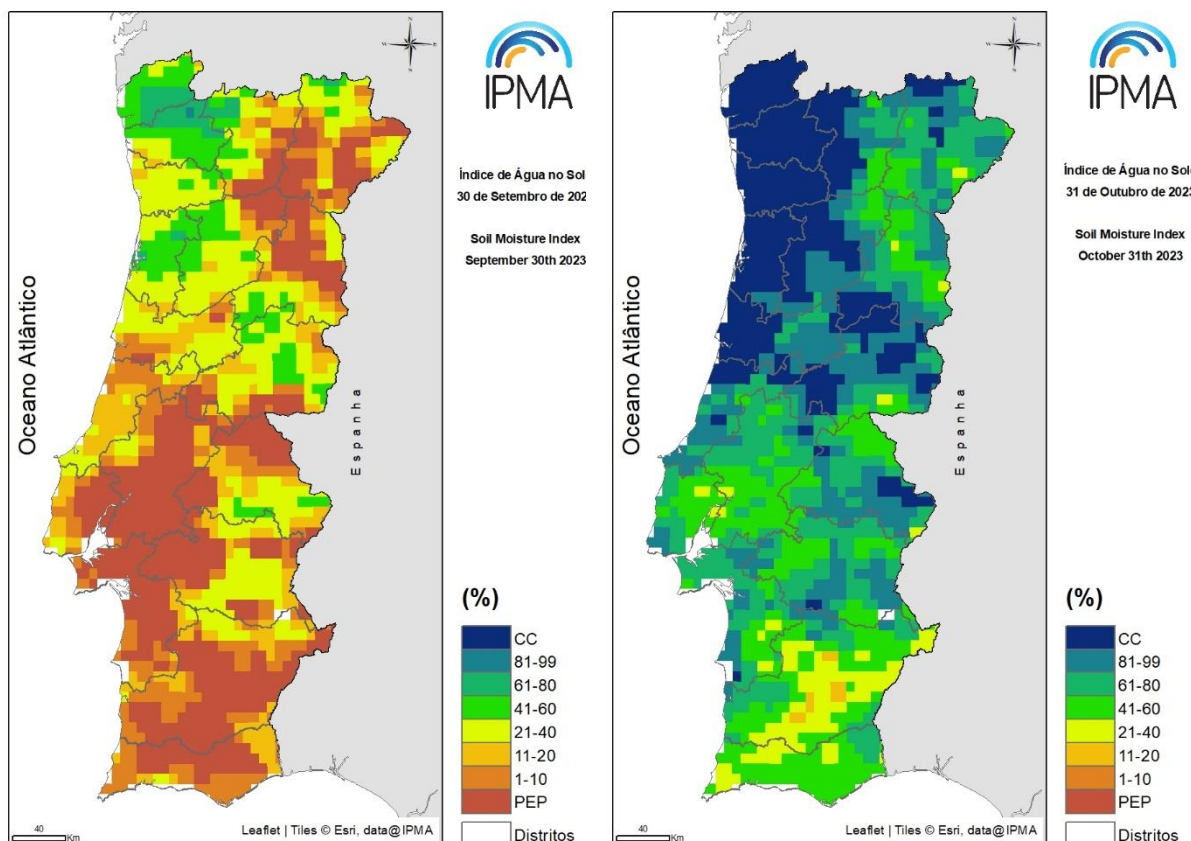 N
W E
S
IPMA
Índice de Água no Sol
30 de Setembro de 202
Soil Moisture Index
September 30th 2023
Oceano Atlântico
Espanha
(%)
CC
81-99
61-80
41-60
21-40
11-20
1-10
PEP
Distritos
40
Km
Leaflet | Tiles © Esri, data@IPMA
N
W E
S
IPMA
Índice de Água no Sol
31 de Outubro de 2023
Soil Moisture Index
October 31th 2023
Oceano Atlântico
Espanha
(%)
CC
81-99
61-80
41-60
21-40
11-20
1-10
PEP
Distritos
40
Km
Leaflet | Tiles © Esri, data@IPMA